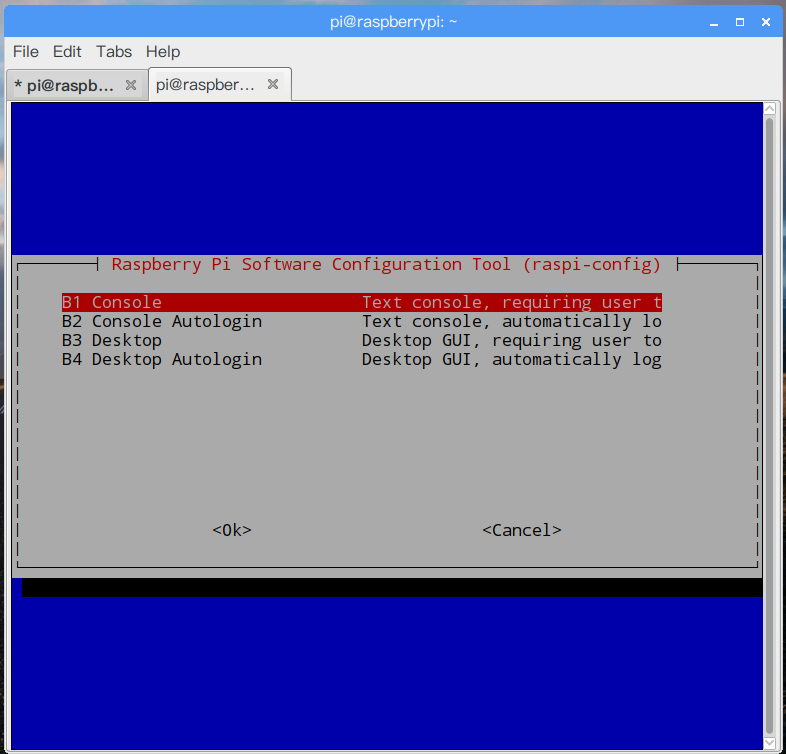 pi@raspberrypi: ~
File Edit Tabs Help
* pi@raspb... pi@raspber...
Raspberry Pi Software Configuration Tool (raspi-config)
B1 Console Text console, requiring user t
B2 Console Autologin Text console, automatically lo
B3 Desktop Desktop GUI, requiring user to
B4 Desktop Autologin Desktop GUI, automatically log
<Ok> <Cancel>